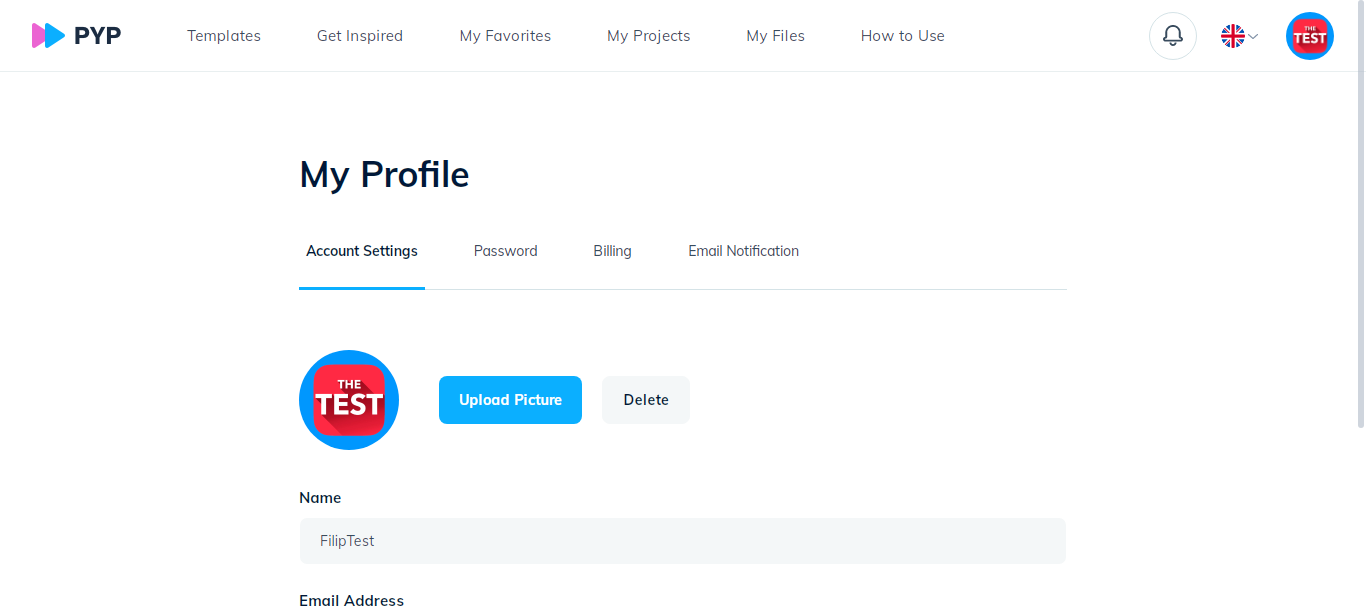 PYP
Templates
Get Inspired
My Favorites
My Projects
My Files
How to Use
THE
TEST
My Profile
Account Settings
Password
Billing
Email Notification
THE
TEST
Upload Picture
Delete
Name
FilipTest
Email Address